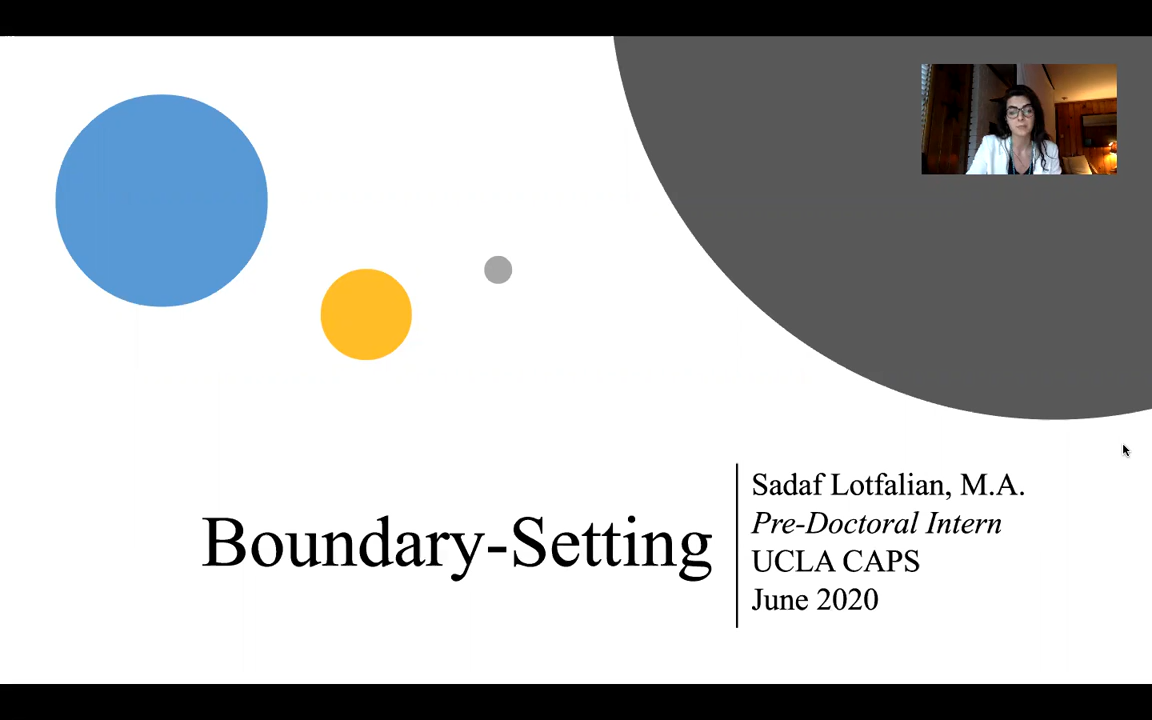 Boundary-Setting
Sadaf Lotfalian, M.A.
Pre-Doctoral Intern
UCLA CAPS
June 2020